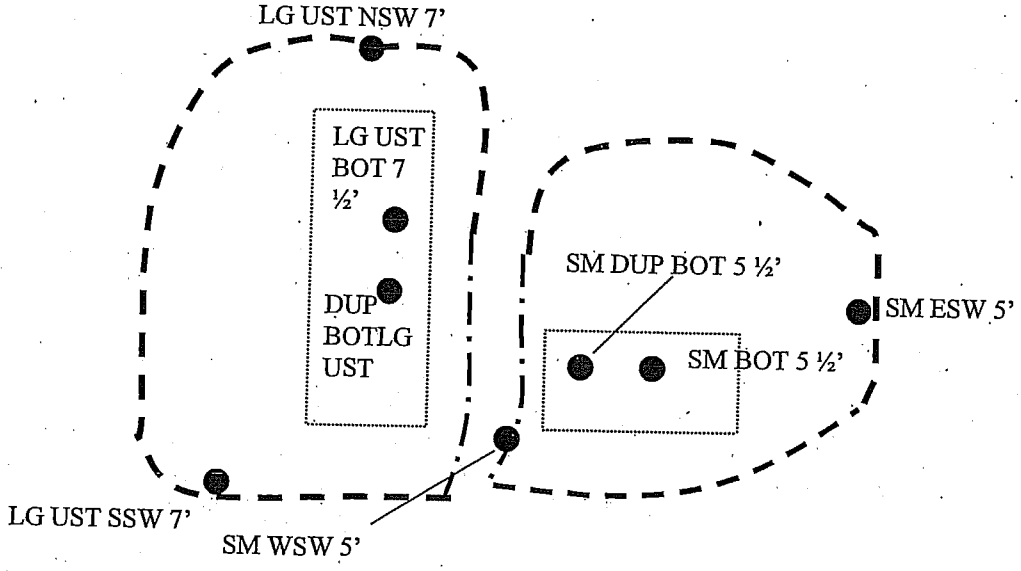 LG UST NSW 7’
LG UST
BOT 7
½’
DUP
BOTLG
UST
SM DUP BOT 5 ½’
SM ESW 5’
SM BOT 5 ½’
LG UST SSW 7’
SM WSW 5’